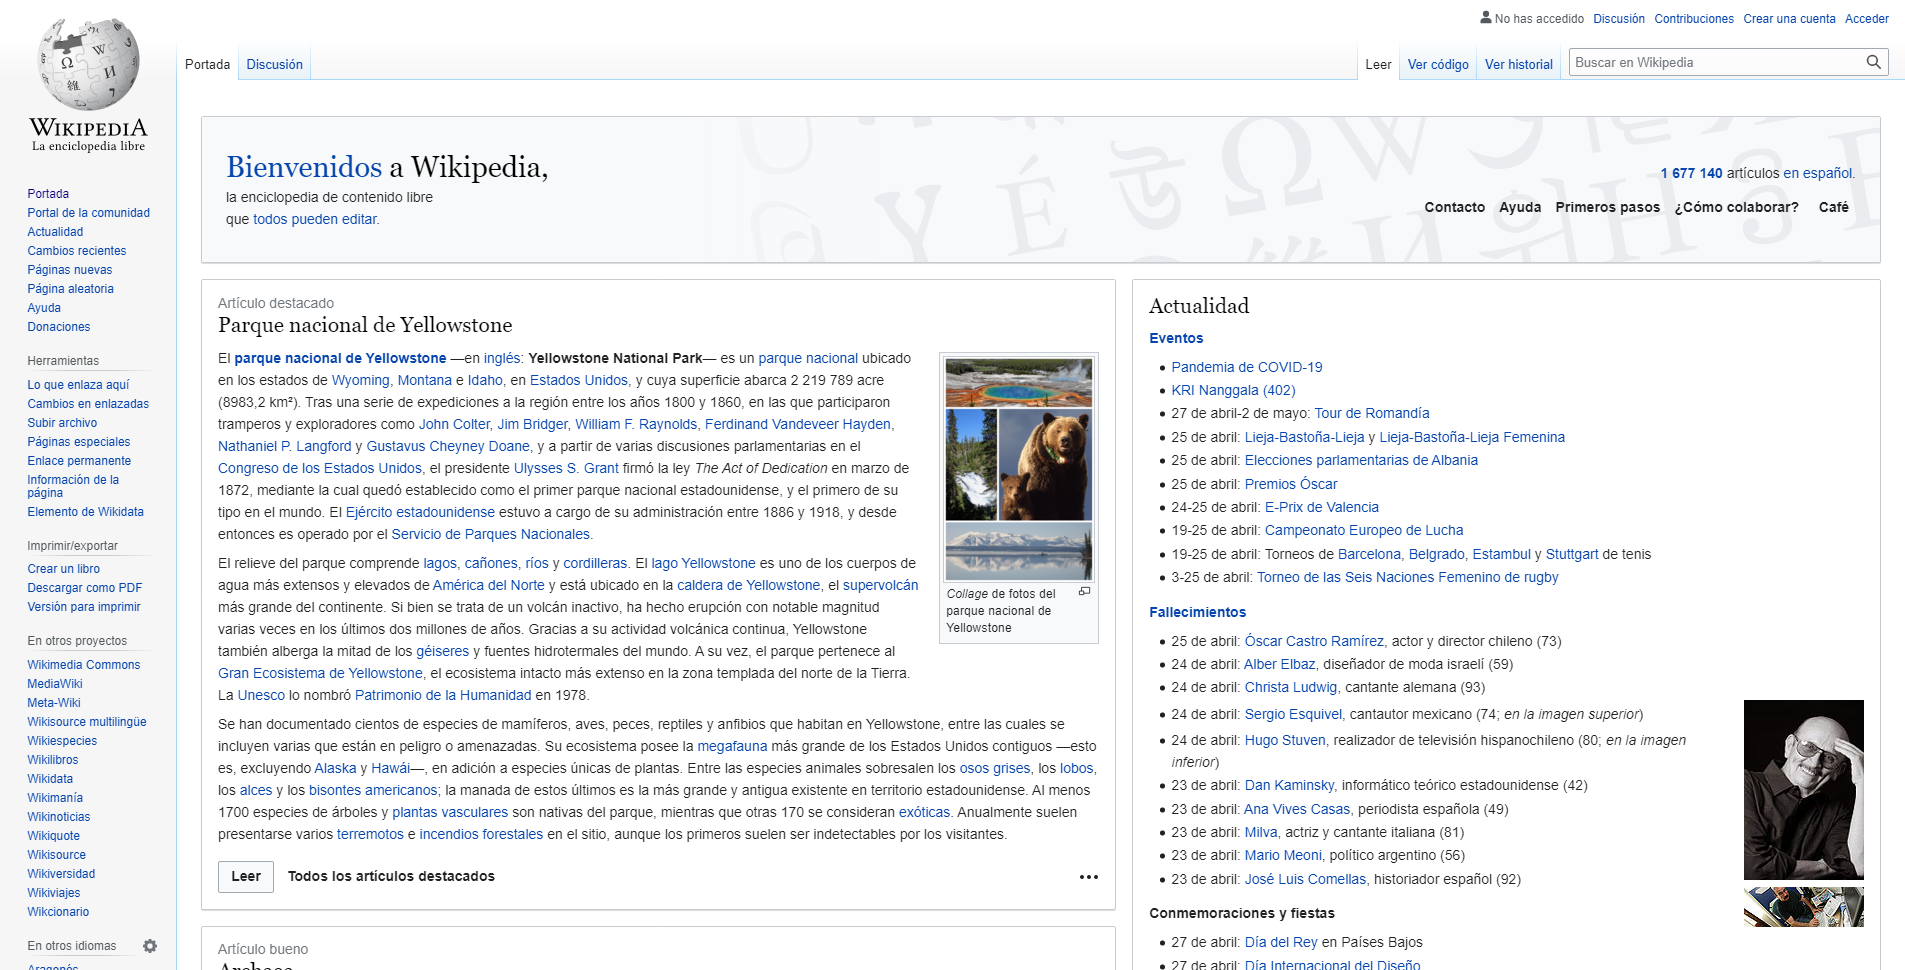 WIKIPEDIA
La enciclopedia libre
Portada
Portal de la comunidad
Actualidad
Cambios recientes
Páginas nuevas
Página aleatoria
Ayuda
Donaciones
Herramientas
Lo que enlaza aquí
Cambios en enlazadas
Subir archivo
Páginas especiales
Enlace permanente
Información de la
página
Elemento de Wikidata
Imprimir/exportar
Crear un libro
Descargar como PDF
Versión para imprimir
En otros proyectos
Wikimedia Commons
MediaWiki
Meta-Wiki
Wikisource multilingüe
Wikiespecies
Wikilibros
Wikidata
Wikimanía
Wikinoticias
Wikiquote
Wikisource
Wikiversidad
Wikiviajes
Wikcionario
En otros idiomas
Aragonés
No has accedido Discusión Contribuciones Crear una cuenta Acceder
Portada Discusión Leer Ver código Ver historial Buscar en Wikipedia
Bienvenidos a Wikipedia,
la enciclopedia de contenido libre
que todos pueden editar.
1 677 140 artículos en español.
Contacto Ayuda Primeros pasos ¿Cómo colaborar? Café
Artículo destacado
Parque nacional de Yellowstone
El parque nacional de Yellowstone —en inglés: Yellowstone National Park— es un parque nacional ubicado
en los estados de Wyoming, Montana e Idaho, en Estados Unidos, y cuya superficie abarca 2 219 789 acre
(8983,2 km²). Tras una serie de expediciones a la región entre los años 1800 y 1860, en las que participaron
tramperos y exploradores como John Colter, Jim Bridger, William F. Raynolds, Ferdinand Vandeveer Hayden,
Nathaniel P. Langford y Gustavus Cheyney Doane, y a partir de varias discusiones parlamentarias en el
Congreso de los Estados Unidos, el presidente Ulysses S. Grant firmó la ley The Act of Dedication en marzo de
1872, mediante la cual quedó establecido como el primer parque nacional estadounidense, y el primero de su
tipo en el mundo. El Ejército estadounidense estuvo a cargo de su administración entre 1886 y 1918, y desde
entonces es operado por el Servicio de Parques Nacionales.
El relieve del parque comprende lagos, cañones, ríos y cordilleras. El lago Yellowstone es uno de los cuerpos de
agua más extensos y elevados de América del Norte y está ubicado en la caldera de Yellowstone, el supervolcán
más grande del continente. Si bien se trata de un volcán inactivo, ha hecho erupción con notable magnitud
varias veces en los últimos dos millones de años. Gracias a su actividad volcánica continua, Yellowstone
también alberga la mitad de los géiseres y fuentes hidrotermales del mundo. A su vez, el parque pertenece al
Gran Ecosistema de Yellowstone, el ecosistema intacto más extenso en la zona templada del norte de la Tierra.
La Unesco lo nombró Patrimonio de la Humanidad en 1978.
Collage de fotos del
parque nacional de
Yellowstone
Se han documentado cientos de especies de mamíferos, aves, peces, reptiles y anfibios que habitan en Yellowstone, entre las cuales se
incluyen varias que están en peligro o amenazadas. Su ecosistema posee la megafauna más grande de los Estados Unidos contiguos —esto
es, excluyendo Alaska y Hawái—, en adición a especies únicas de plantas. Entre las especies animales sobresalen los osos grises, los lobos,
los alces y los bisontes americanos; la manada de estos últimos es la más grande y antigua existente en territorio estadounidense. Al menos
1700 especies de árboles y plantas vasculares son nativas del parque, mientras que otras 170 se consideran exóticas. Anualmente suelen
presentarse varios terremotos e incendios forestales en el sitio, aunque los primeros suelen ser indetectables por los visitantes.
Leer Todos los artículos destacados
Artículo bueno
Archaea
Actualidad
Eventos
Pandemia de COVID-19
KRI Nanggala (402)
27 de abril-2 de mayo: Tour de Romandía
25 de abril: Lieja-Bastoña-Lieja y Lieja-Bastoña-Lieja Femenina
25 de abril: Elecciones parlamentarias de Albania
25 de abril: Premios Óscar
24-25 de abril: E-Prix de Valencia
19-25 de abril: Campeonato Europeo de Lucha
19-25 de abril: Torneos de Barcelona, Belgrado, Estambul y Stuttgart de tenis
3-25 de abril: Torneo de las Seis Naciones Femenino de rugby
Fallecimientos
25 de abril: Óscar Castro Ramírez, actor y director chileno (73)
24 de abril: Alber Elbaz, diseñador de moda israelí (59)
24 de abril: Christa Ludwig, cantante alemana (93)
24 de abril: Sergio Esquivel, cantautor mexicano (74; en la imagen superior)
24 de abril: Hugo Stuven, realizador de televisión hispanochileno (80; en la imagen
inferior)
23 de abril: Dan Kaminsky, informático teórico estadounidense (42)
23 de abril: Ana Vives Casas, periodista española (49)
23 de abril: Milva, actriz y cantante italiana (81)
23 de abril: Mario Meoni, político argentino (56)
23 de abril: José Luis Comellas, historiador español (92)
Conmemoraciones y fiestas
27 de abril: Día del Rey en Países Bajos
27 de abril: Día Internacional del Diseño